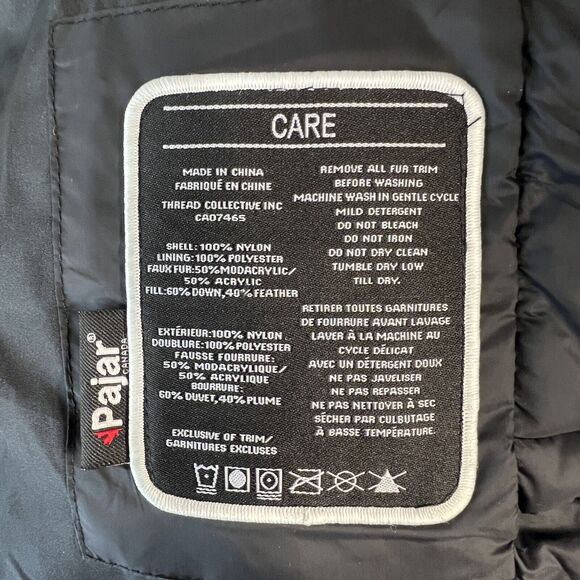 CARE
MADE IN CHINA
FABRIQUÉ EN CHINE
THREAD COLLECTIVE INC
CA07465
SHELL: 100% NYLON
LINING: 100% POLYESTER
FAUX FUR: 50% MODACRYLIC/
50% ACRYLIC
FILL: 60% DOWN, 40% FEATHER
EXTÉRIEUR: 100% NYLON
DOUBLURE: 100% POLYESTER
FAUSSE FOURRURE:
50% MODACRYLIQUE/
50% ACRYLIQUE
BOURRURE:
60% DUVET, 40% PLUME
EXCLUSIVE OF TRIM/
GARNITURES EXCLUSES
REMOVE ALL FUR TRIM
BEFORE WASHING
MACHINE WASH IN GENTLE CYCLE
MILD DETERGENT
DO NOT BLEACH
DO NOT IRON
DO NOT DRY CLEAN
TUMBLE DRY LOW
TILL DRY.
RETIRER TOUTES GARNITURES
DE FOURRURE AVANT LAVAGE
LAVER À LA MACHINE AU
CYCLE DÉLICAT
AVEC UN DÉTERGENT DOUX
NE PAS JAVELISER
NE PAS REPASSER
NE PAS NETTOYER À SEC
SÉCHER PAR CULBUTAGE
À BASSE TEMPÉRATURE.
Pajar®
CANADA